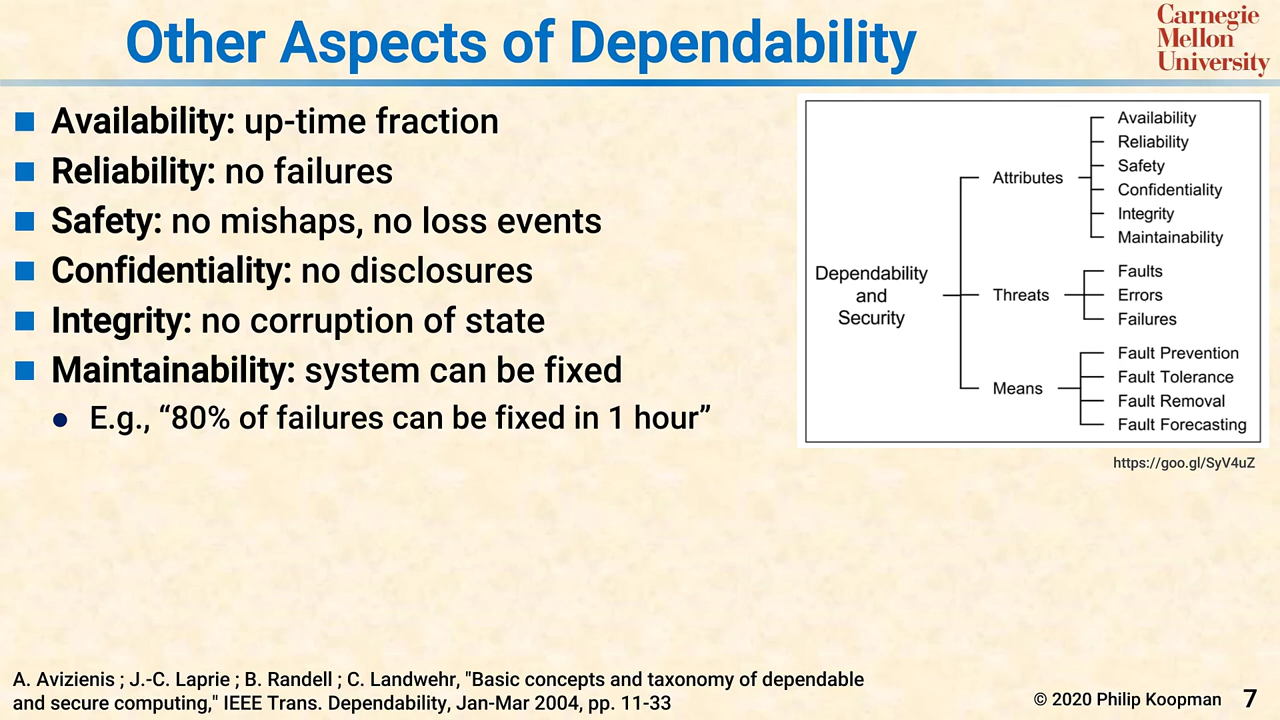 Other Aspects of Dependability
Carnegie
Mellon
University
Availability: up-time fraction
Reliability: no failures
Safety: no mishaps, no loss events
Confidentiality: no disclosures
Integrity: no corruption of state
Maintainability: system can be fixed
E.g., “80% of failures can be fixed in 1 hour”
Dependability
and
Security
Attributes
Availability
Reliability
Safety
Confidentiality
Integrity
Maintainability
Threats
Faults
Errors
Failures
Means
Fault Prevention
Fault Tolerance
Fault Removal
Fault Forecasting
https://goo.gl/SyV4uZ
A. Avizienis ; J.-C. Laprie ; B. Randell ; C. Landwehr, "Basic concepts and taxonomy of dependable
and secure computing," IEEE Trans. Dependability, Jan-Mar 2004, pp. 11-33
© 2020 Philip Koopman 7